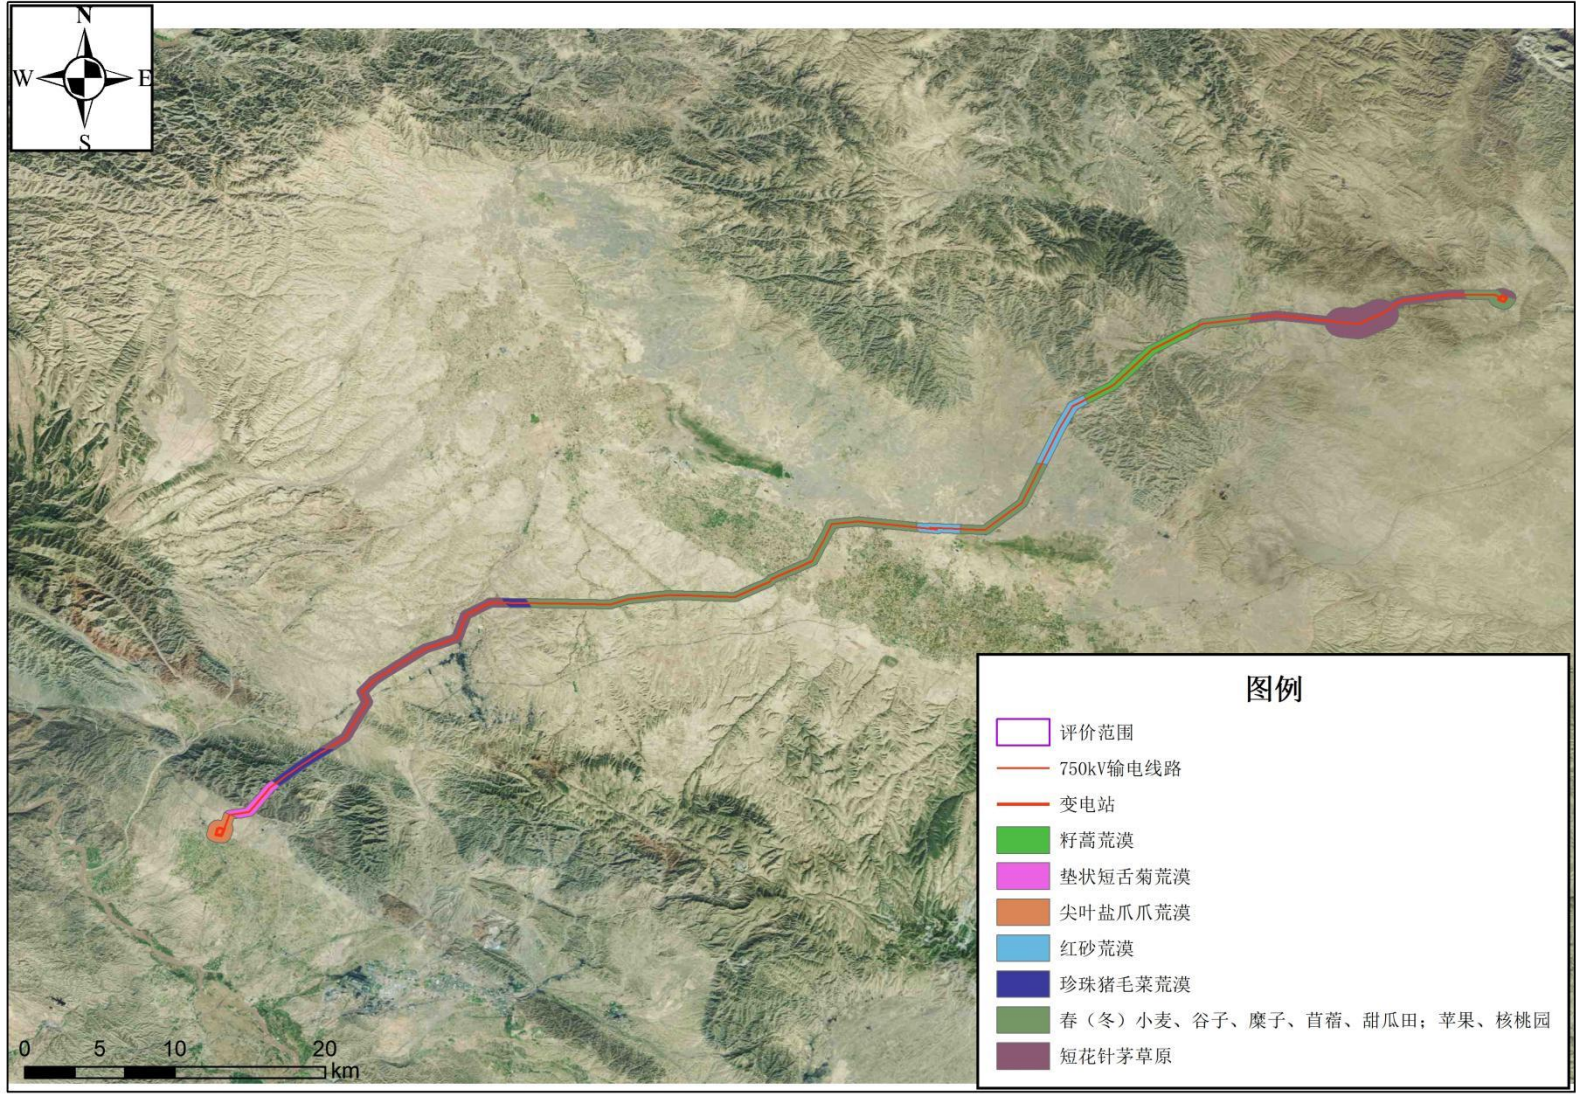 N
W E
S
图例
评价范围
750kV输电线路
变电站
籽蒿荒漠
垫状短舌菊荒漠
尖叶盐爪爪荒漠
红砂荒漠
珍珠猪毛菜荒漠
春（冬）小麦、谷子、糜子、苜蓿、甜瓜田；苹果、核桃园
短花针茅草原
0 5 10 20
km